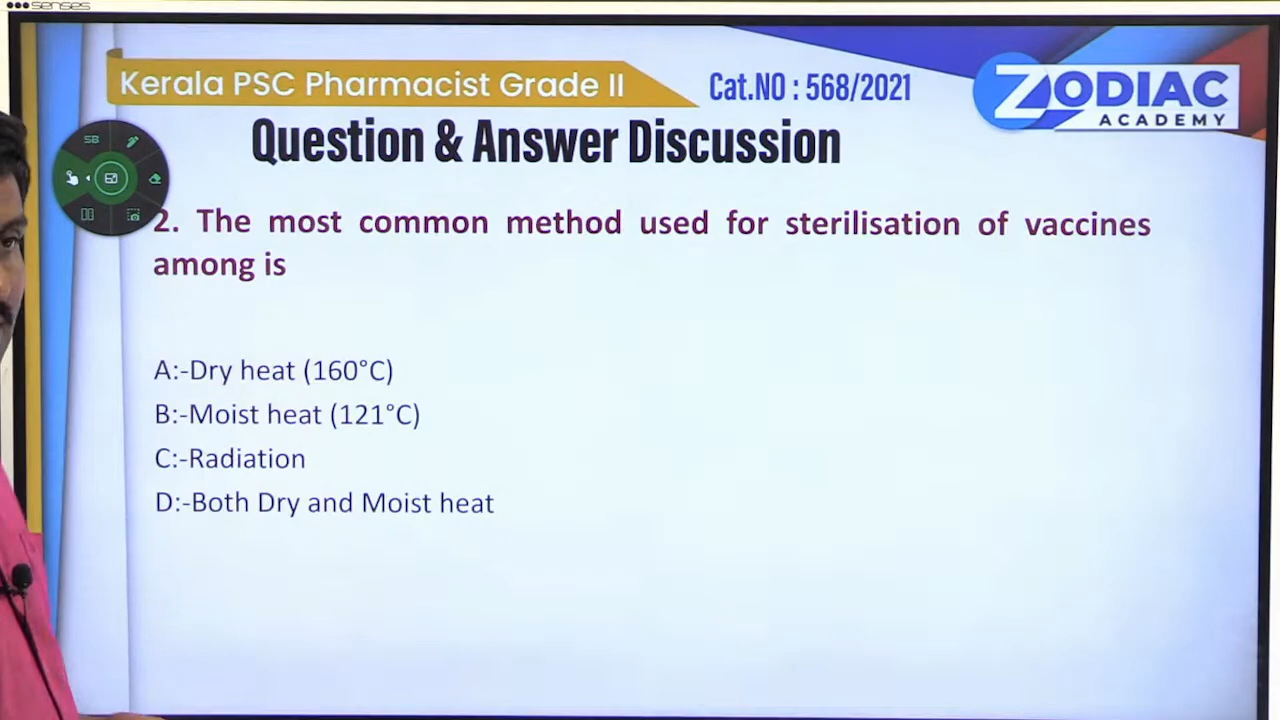 senses
Kerala PSC Pharmacist Grade II
Cat.NO : 568/2021
ZODIAC
ACADEMY
Question & Answer Discussion
SB
2. The most common method used for sterilisation of vaccines
among is
A:-Dry heat (160°C)
B:-Moist heat (121°C)
C:-Radiation
D:-Both Dry and Moist heat